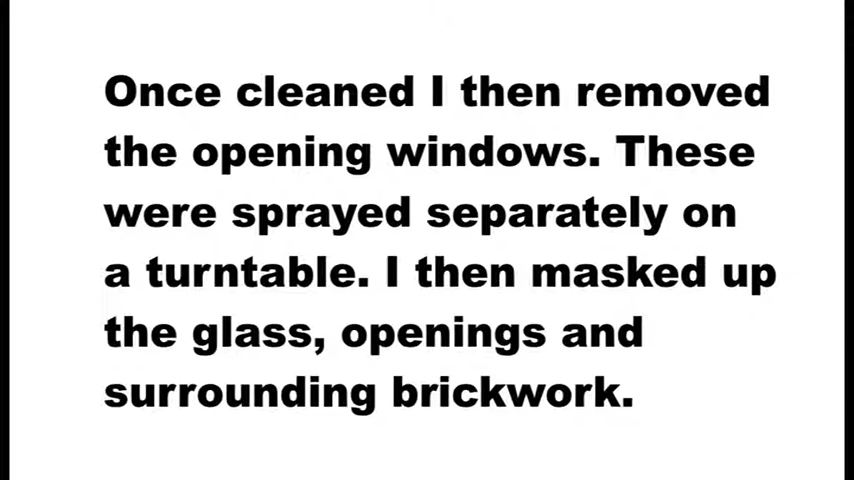 Once cleaned I then removed
the opening windows. These
were sprayed separately on
a turntable. I then masked up
the glass, openings and
surrounding brickwork.